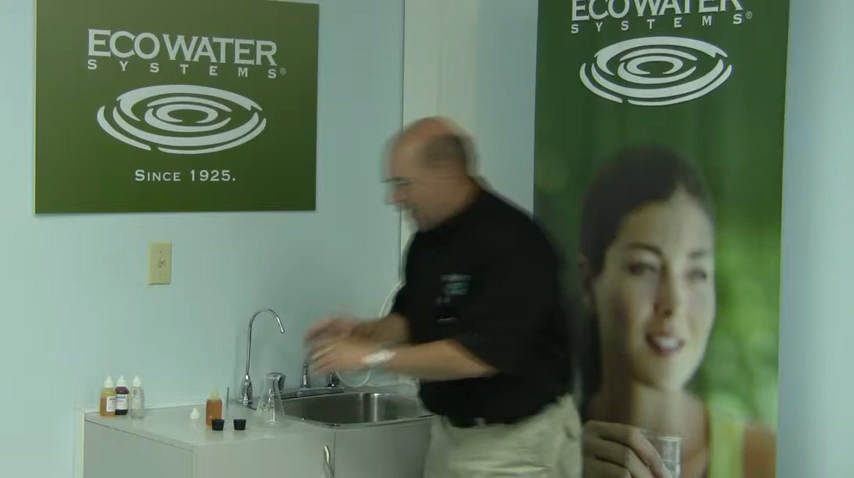 ECOWATER
SYSTEMS®
SINCE 1925.
ECOWATER
SYSTEMS®